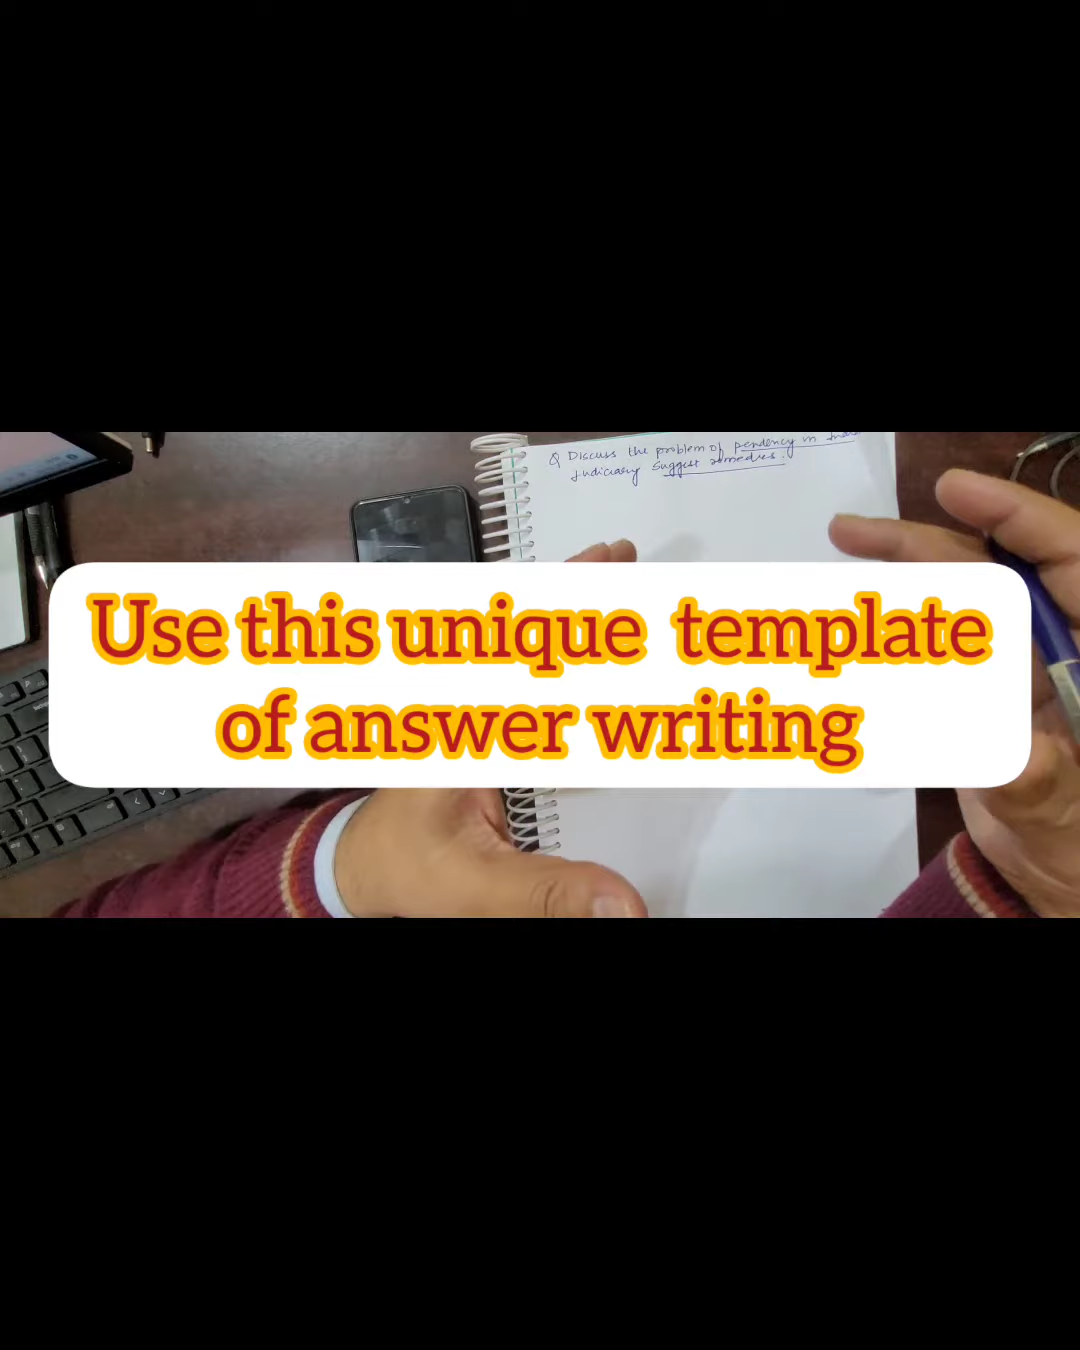 Q Discuss the problem of pendency in
Judiciary suggest remedies.
Use this unique template
of answer writing